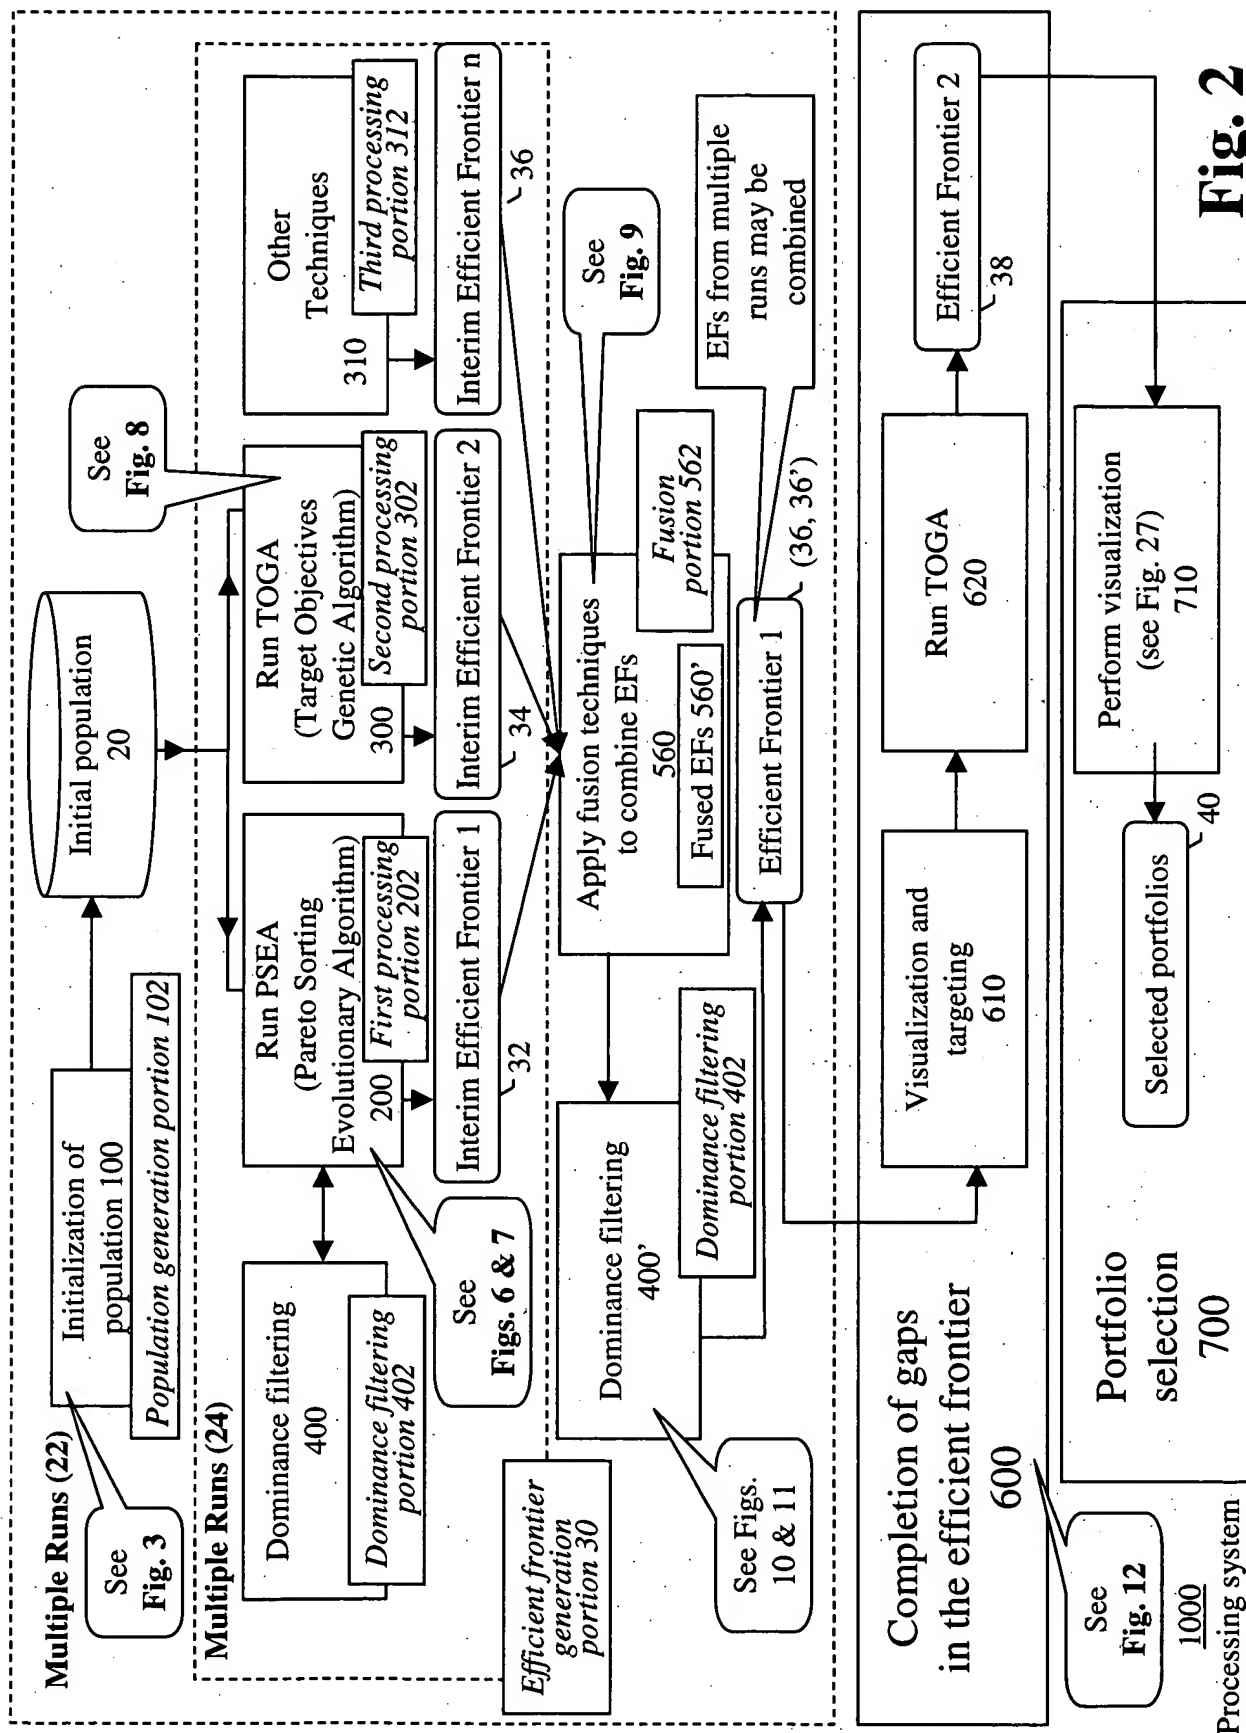 Multiple Runs (22)
See
Fig. 3
Initialization of
population 100
Population generation portion 102
Initial population
20
See
Fig. 8
Multiple Runs (24)
Dominance filtering
400
Dominance filtering
portion 402
Run PSEA
(Pareto Sorting
Evolutionary Algorithm)
200
First processing
portion 202
Run TOGA
(Target Objectives
Genetic Algorithm)
300
Second processing
portion 302
Other
Techniques
310
Third processing
portion 312
See
Figs. 6 & 7
Interim Efficient Frontier 1
32
Interim Efficient Frontier 2
34
Interim Efficient Frontier n
36
Efficient frontier
generation
portion 30
See Figs.
10 & 11
Dominance filtering
400’
Dominance filtering
portion 402
Apply fusion techniques
to combine EFs
560
Fused EFs 560’
Fusion
portion 562
See
Fig. 9
Efficient Frontier 1
(36, 36’)
EFs from multiple
runs may be
combined
Completion of gaps
in the efficient frontier
600
Visualization and
targeting
610
Run TOGA
620
Efficient Frontier 2
38
See
Fig. 12
Portfolio
selection
700
Selected portfolios
40
Perform visualization
(see Fig. 27)
710
1000
Processing system
Fig. 2